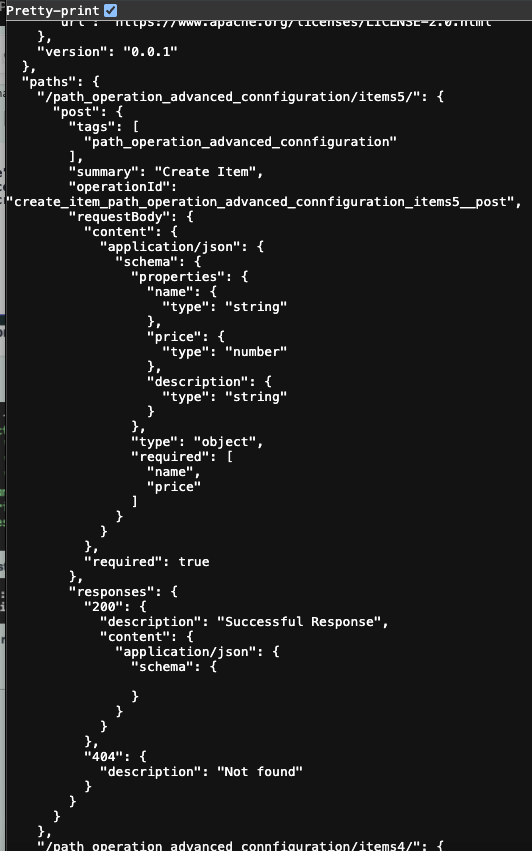 Pretty-print
"url": "https://www.apache.org/licenses/LICENSE-2.0.html"
},
"version": "0.0.1"
},
"paths": {
"/path_operation_advanced_connfiguration/items5/": {
"post": {
"tags": [
"path_operation_advanced_connfiguration"
],
"summary": "Create Item",
"operationId":
"create_item_path_operation_advanced_connfiguration_items5__post",
"requestBody": {
"content": {
"application/json": {
"schema": {
"properties": {
"name": {
"type": "string"
},
"price": {
"type": "number"
},
"description": {
"type": "string"
}
},
"type": "object",
"required": [
"name",
"price"
]
}
}
},
"required": true
},
"responses": {
"200": {
"description": "Successful Response",
"content": {
"application/json": {
"schema": {
}
}
}
},
"404": {
"description": "Not found"
}
}
}
},
"/path_operation_advanced_connfiguration/items4/": {